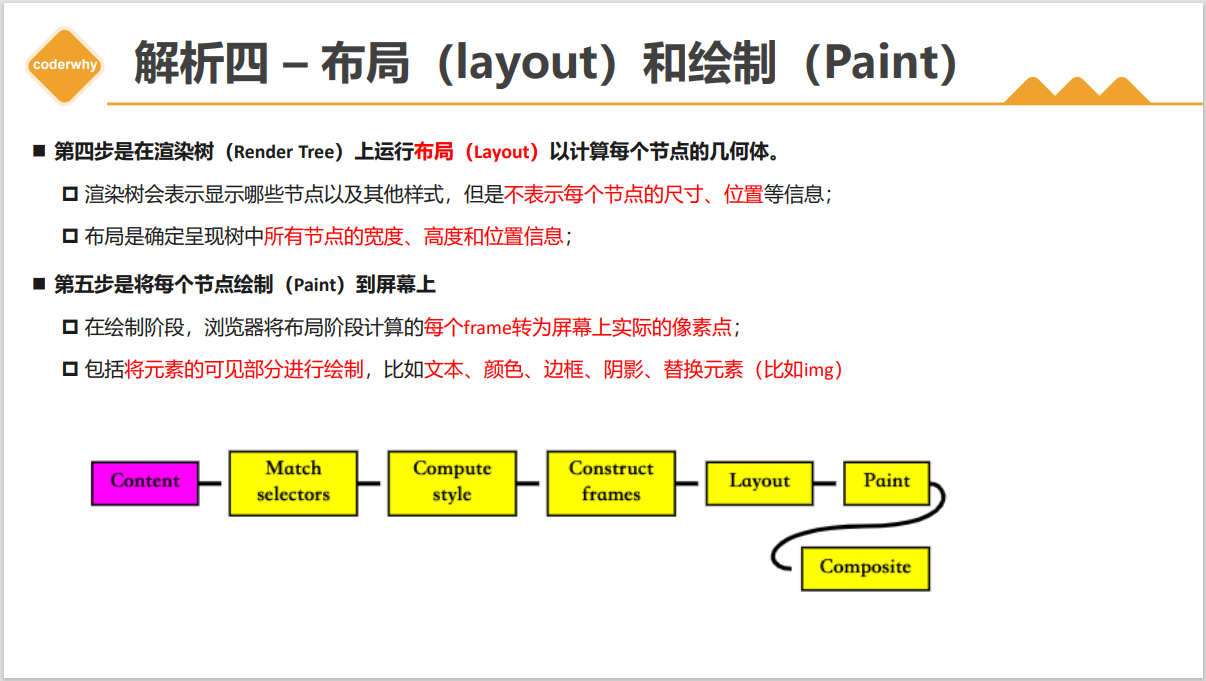 coderwhy
解析四 – 布局（layout）和绘制（Paint）
第四步是在渲染树（Render Tree）上运行布局（Layout）以计算每个节点的几何体。
渲染树会表示显示哪些节点以及其他样式，但是不表示每个节点的尺寸、位置等信息；
布局是确定呈现树中所有节点的宽度、高度和位置信息；
第五步是将每个节点绘制（Paint）到屏幕上
在绘制阶段，浏览器将布局阶段计算的每个frame转为屏幕上实际的像素点；
包括将元素的可见部分进行绘制，比如文本、颜色、边框、阴影、替换元素（比如img）
Content
Match
selectors
Compute
style
Construct
frames
Layout
Paint
Composite